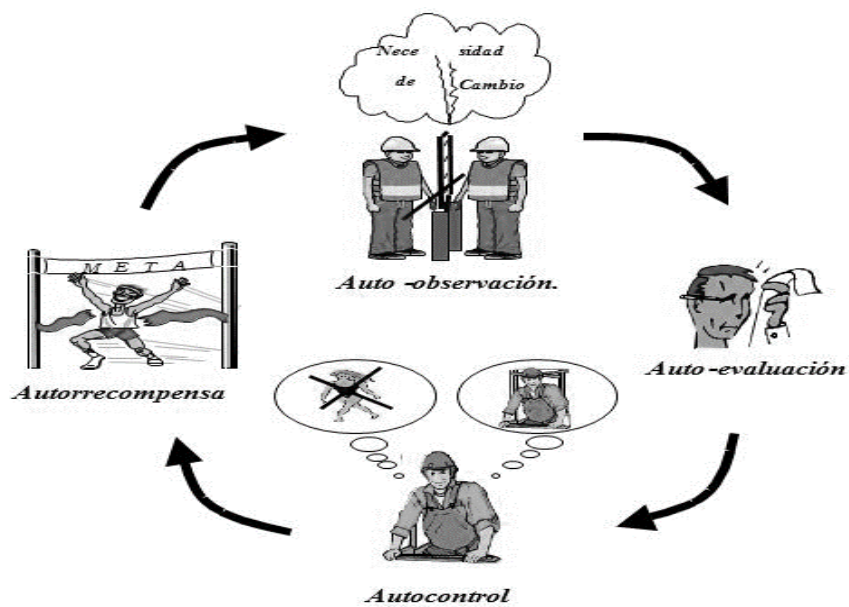 Nece sidad
de Cambio
Auto -observación.
META
Auto-evaluación
Autorrecompensa
Autocontrol